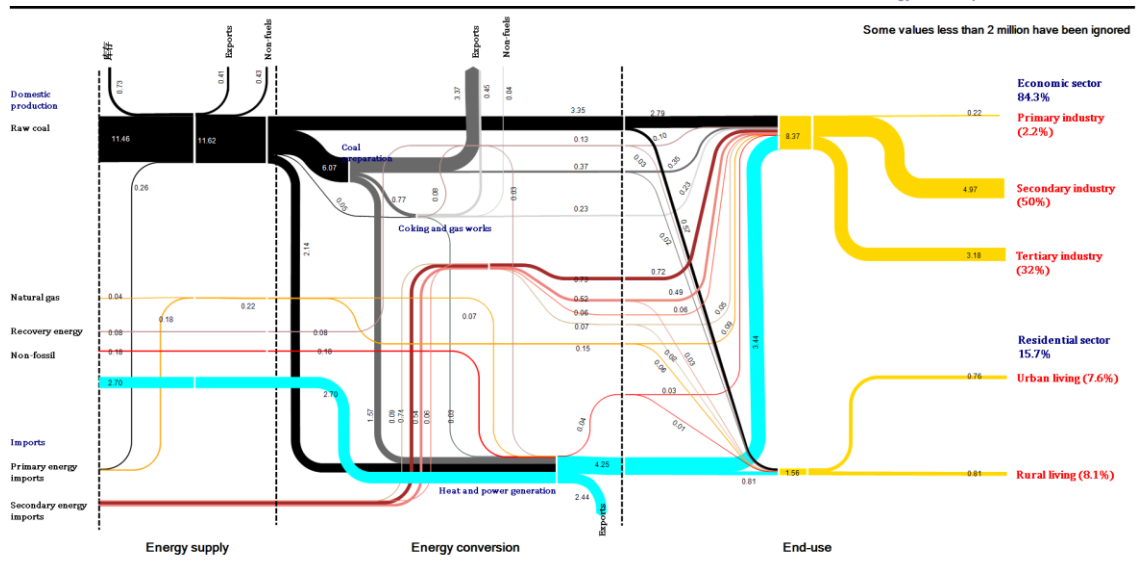 Some values less than 2 million have been ignored
库存
Exports
Non-fuels
Exports
Non-fuels
0.73
0.41
0.43
3.37
0.45
0.04
Domestic
production
Raw coal
11.46
11.62
0.26
Coal
preparation
6.07
0.77
0.05
0.08
0.03
Coking and gas works
3.35
0.13
0.37
0.23
2.79
0.10
0.03
0.35
0.23
0.57
0.02
8.37
Economic sector
84.3%
0.22
Primary industry
(2.2%)
4.97
Secondary industry
(50%)
3.18
Tertiary industry
(32%)
2.14
Natural gas
0.04
0.18
0.22
0.07
Recovery energy
0.08
0.08
Non-fossil
0.18
0.18
2.70
2.70
0.73
0.52
0.06
0.07
0.15
0.72
0.49
0.06
0.05
0.09
0.03
0.02
0.06
3.44
Residential sector
15.7%
0.76
Urban living (7.6%)
1.57
0.09
0.74
0.54
0.06
0.03
0.04
0.03
0.01
Imports
Primary energy
imports
Secondary energy
imports
4.25
Heat and power generation
2.44
Exports
0.81
1.56
0.81
Rural living (8.1%)
Energy supply
Energy conversion
End-use